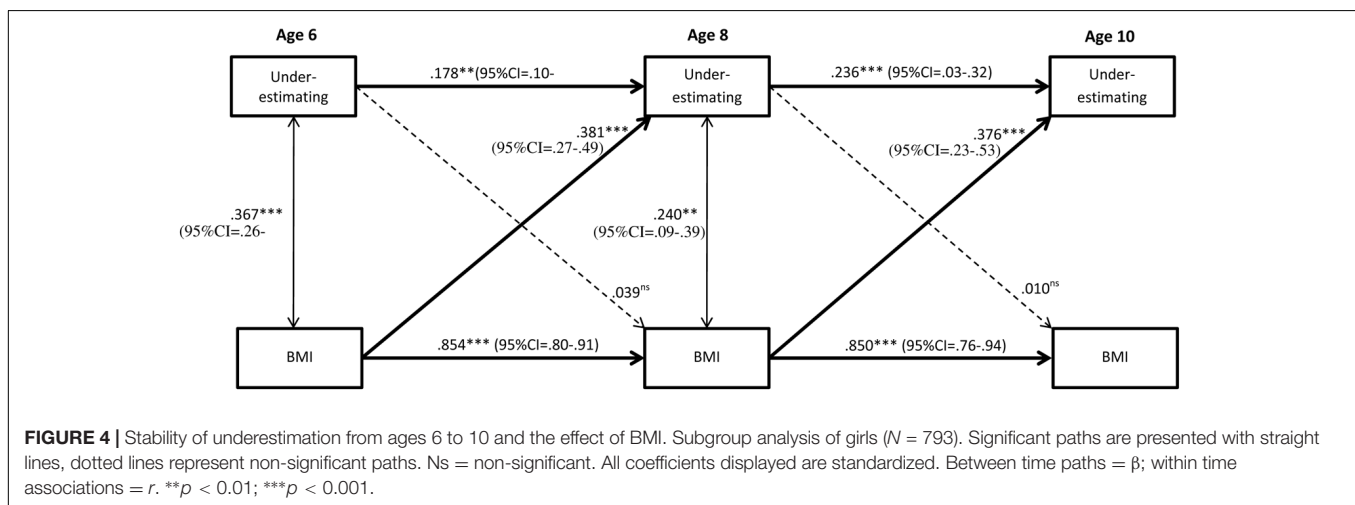 Age 6
Age 8
Age 10
Under-
estimating
.178**(95%CI=.10-
Under-
estimating
.236*** (95%CI=.03-.32)
Under-
estimating
.381***
(95%CI=.27-.49)
.376***
(95%CI=.23-.53)
.367***
(95%CI=.26-
.240**
(95%CI=.09-.39)
.039ns
.010ns
BMI
.854*** (95%CI=.80-.91)
BMI
.850*** (95%CI=.76-.94)
BMI
FIGURE 4 | Stability of underestimation from ages 6 to 10 and the effect of BMI. Subgroup analysis of girls (N = 793). Significant paths are presented with straight
lines, dotted lines represent non-significant paths. Ns = non-significant. All coefficients displayed are standardized. Between time paths = β; within time
associations = r. **p < 0.01; ***p < 0.001.